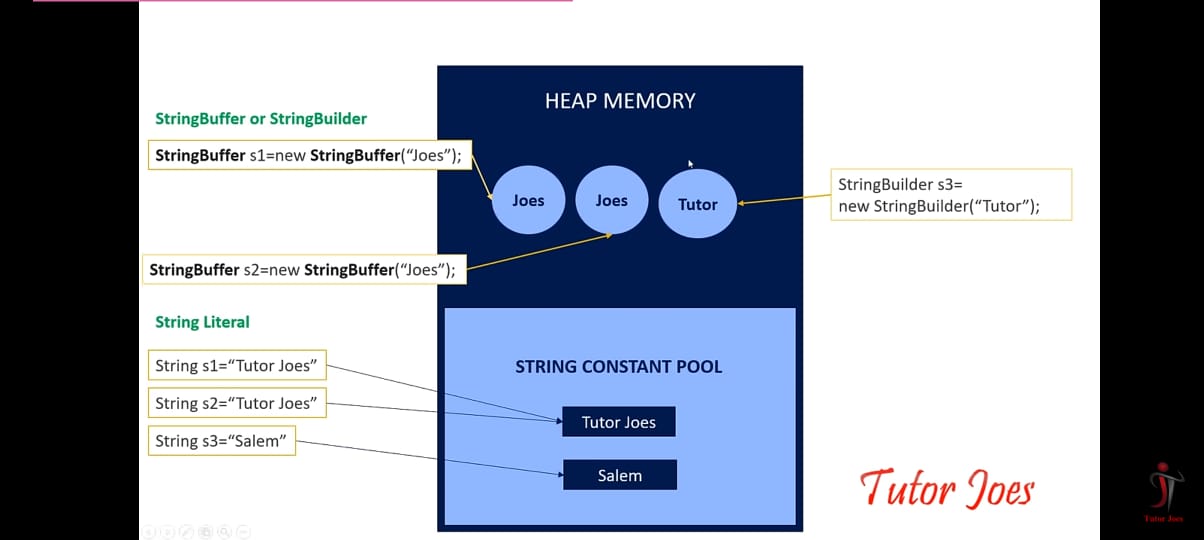 HEAP MEMORY
StringBuffer or StringBuilder
StringBuffer s1=new StringBuffer(“Joes”);
Joes
Joes
Tutor
StringBuilder s3=
new StringBuilder(“Tutor”);
StringBuffer s2=new StringBuffer(“Joes”);
String Literal
String s1=“Tutor Joes”
String s2=“Tutor Joes”
String s3=“Salem”
STRING CONSTANT POOL
Tutor Joes
Salem
Tutor Joes
Tutor Joes